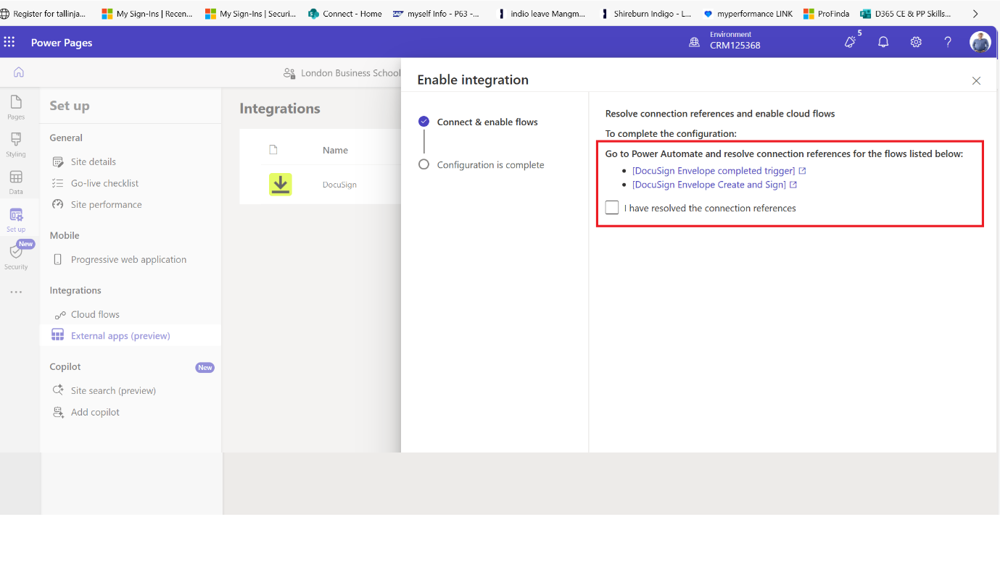 Register for tallinja...
My Sign-Ins | Recen...
My Sign-Ins | Securi...
Connect - Home
myself Info - P63 -...
indio leave Mangm...
Shireburn Indigo - L...
myperformance LINK
ProFinda
D365 CE & PP Skills...
Power Pages
Environment
CRM125368
5
London Business School
Pages
Styling
Data
Set up
New
Security
Set up
General
Site details
Go-live checklist
Site performance
Mobile
Progressive web application
Integrations
Cloud flows
External apps (preview)
Copilot
New
Site search (preview)
Add copilot
Integrations
Name
DocuSign
Enable integration
Connect & enable flows
Configuration is complete
Resolve connection references and enable cloud flows
To complete the configuration:
Go to Power Automate and resolve connection references for the flows listed below:
• [DocuSign Envelope completed trigger]
• [DocuSign Envelope Create and Sign]
I have resolved the connection references